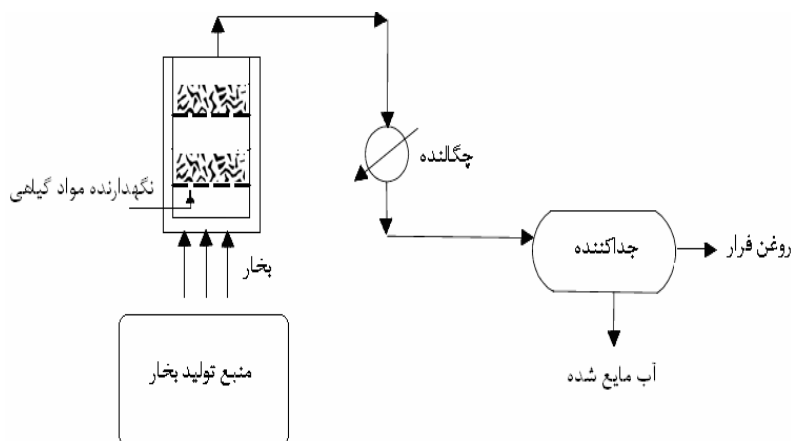 چگالنده
نگهدارنده مواد گیاهی
جداکننده
روغن فرار
بخار
منبع تولید بخار
آب مایع شده